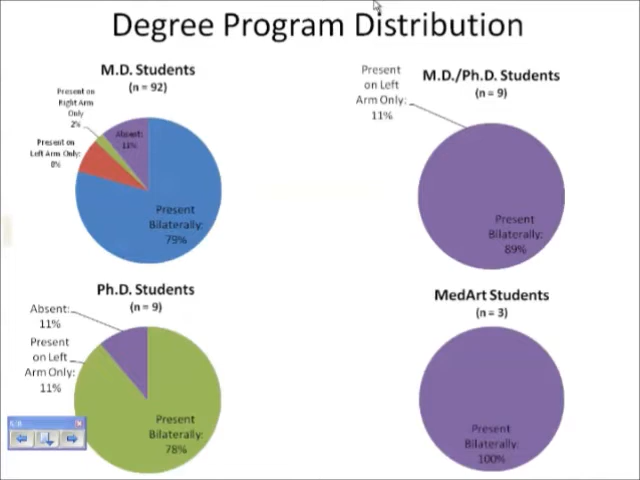 Degree Program Distribution
M.D. Students
(n = 92)
Present on
Right Arm
Only
2%
Absent:
11%
Present on
Left Arm Only:
8%
Present
Bilaterally:
79%
Present
on Left
Arm Only:
11%
M.D./Ph.D. Students
(n = 9)
Present
Bilaterally:
89%
Ph.D. Students
(n = 9)
Absent:
11%
Present
on Left
Arm Only:
11%
Present
Bilaterally:
78%
MedArt Students
(n = 3)
Present
Bilaterally:
100%